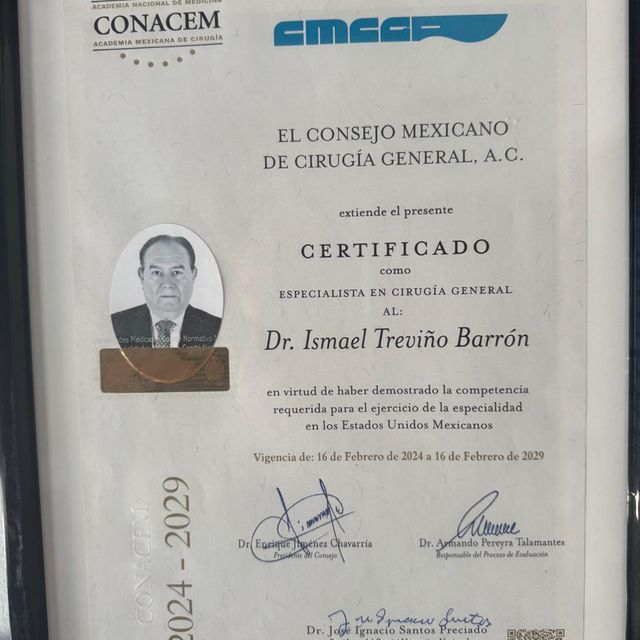 ACADEMIA NACIONAL DE MEDICINA
CONACEM
ACADEMIA MEXICANA DE CIRUGÍA
CMCGAC
EL CONSEJO MEXICANO
DE CIRUGÍA GENERAL, A.C.
extiende el presente
CERTIFICADO
como
ESPECIALISTA EN CIRUGÍA GENERAL
AL:
Dr. Ismael Treviño Barrón
des Médicas Normativo
en virtud de haber demostrado la competencia
requerida para el ejercicio de la especialidad
en los Estados Unidos Mexicanos
Vigencia de: 16 de Febrero de 2024 a 16 de Febrero de 2029
CONACEM
2024 - 2029
Dr. Enrique Jiménez Chavarría
Presidente del Consejo
Dr. Armando Pereyra Talamantes
Responsable del Proceso de Evaluación
Dr. José Ignacio Santos Preciado